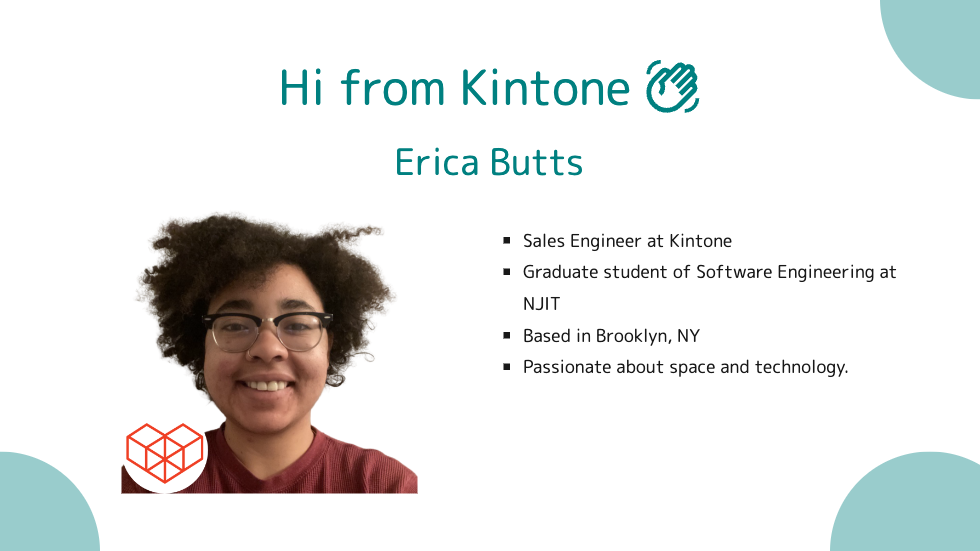 Hi from Kintone
Erica Butts
Sales Engineer at Kintone
Graduate student of Software Engineering at
NJIT
Based in Brooklyn, NY
Passionate about space and technology.